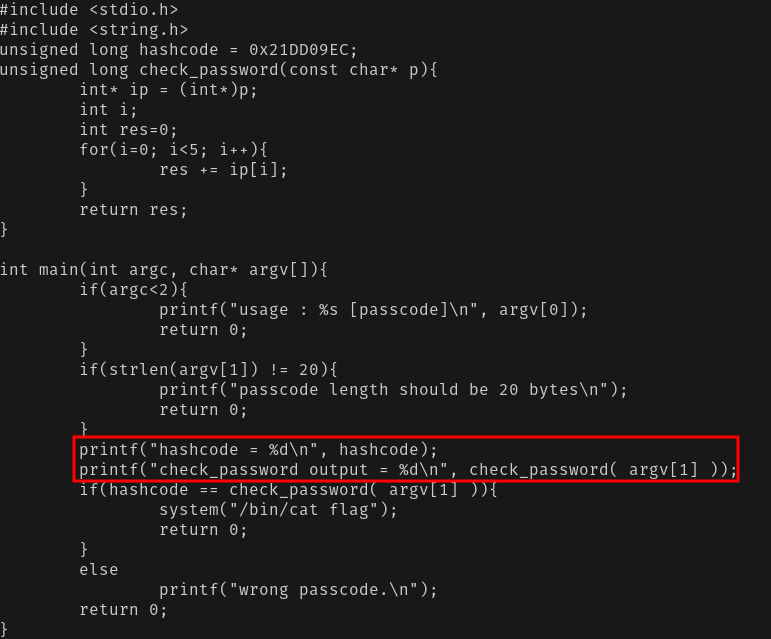 #include <stdio.h>
#include <string.h>
unsigned long hashcode = 0x21DD09EC;
unsigned long check_password(const char* p){
        int* ip = (int*)p;
        int i;
        int res=0;
        for(i=0; i<5; i++){
                res += ip[i];
        }
        return res;
}

int main(int argc, char* argv[]){
        if(argc<2){
                printf("usage : %s [passcode]\n", argv[0]);
                return 0;
        }
        if(strlen(argv[1]) != 20){
                printf("passcode length should be 20 bytes\n");
                return 0;
        }
        printf("hashcode = %d\n", hashcode);
        printf("check_password output = %d\n", check_password( argv[1] ));
        if(hashcode == check_password( argv[1] )){
                system("/bin/cat flag");
                return 0;
        }
        else
                printf("wrong passcode.\n");
        return 0;
}